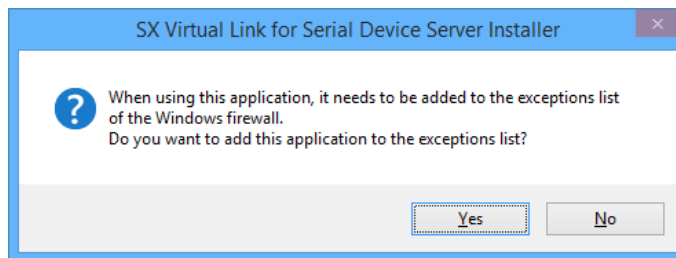 SX Virtual Link for Serial Device Server Installer
When using this application, it needs to be added to the exceptions list
of the Windows firewall.
Do you want to add this application to the exceptions list?
Yes
No